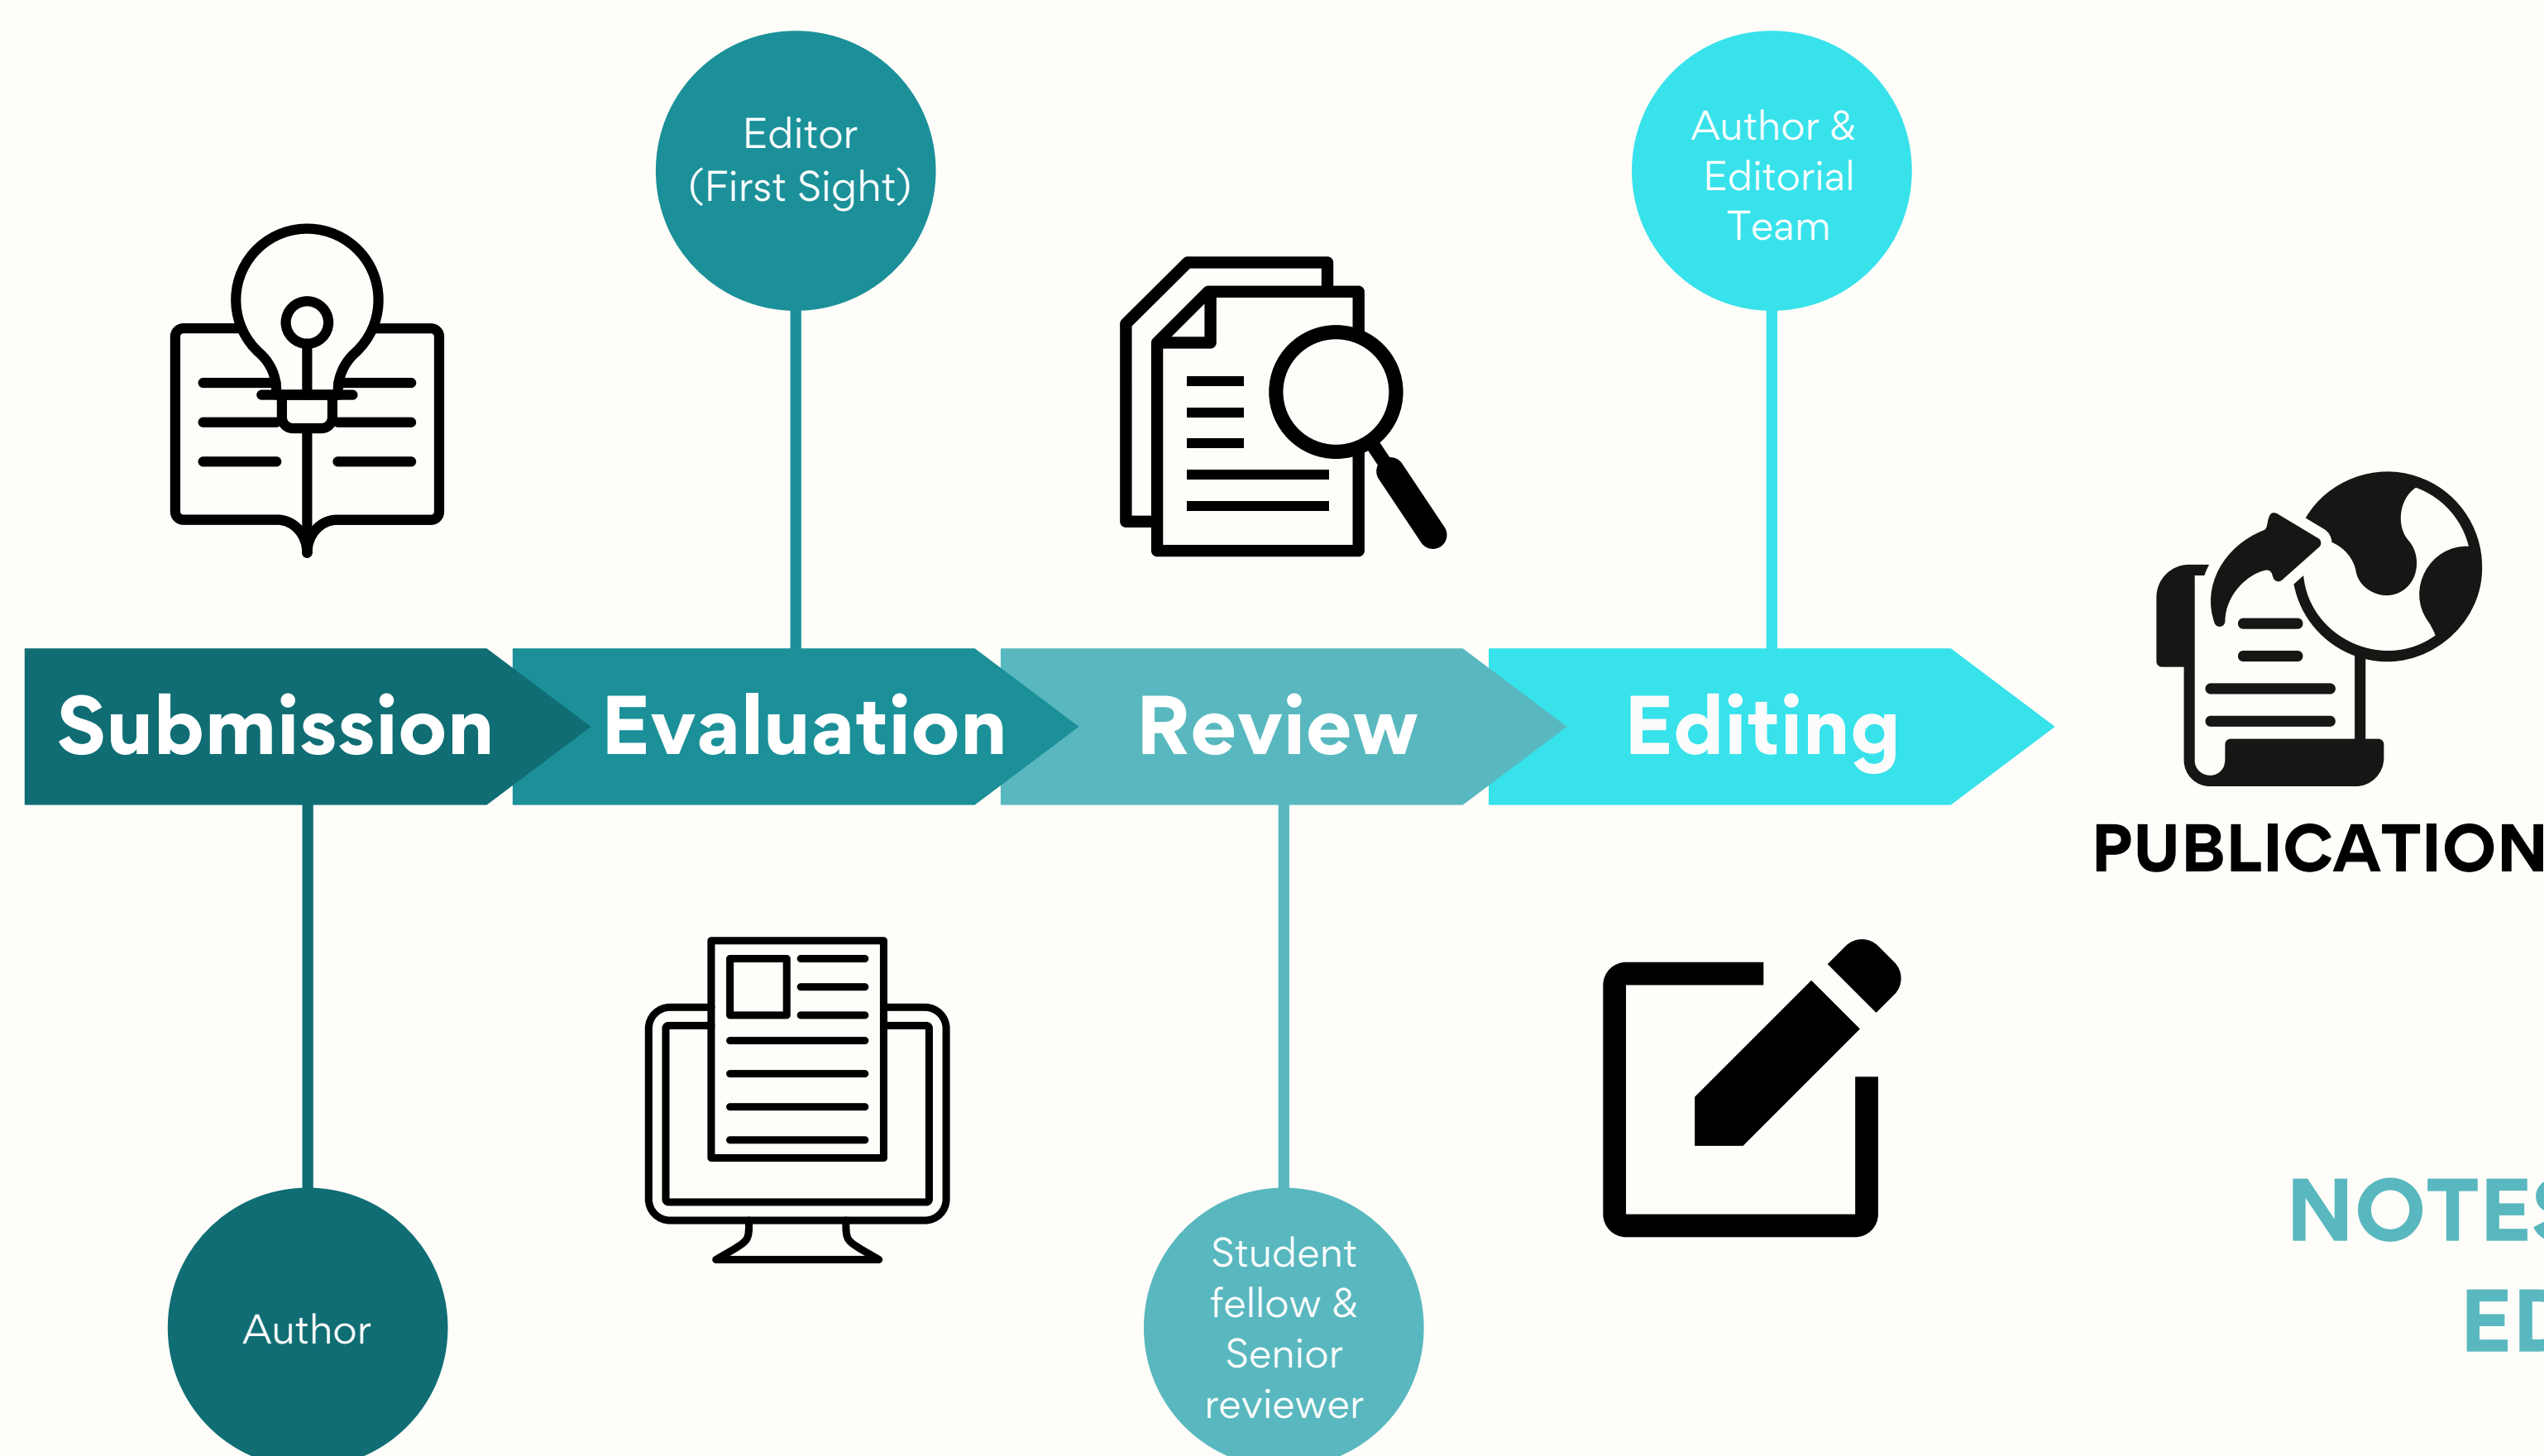 Editor
(First Sight)
Author &
Editorial
Team
Submission
Evaluation
Review
Editing
PUBLICATION
Author
Student
fellow &
Senior
reviewer